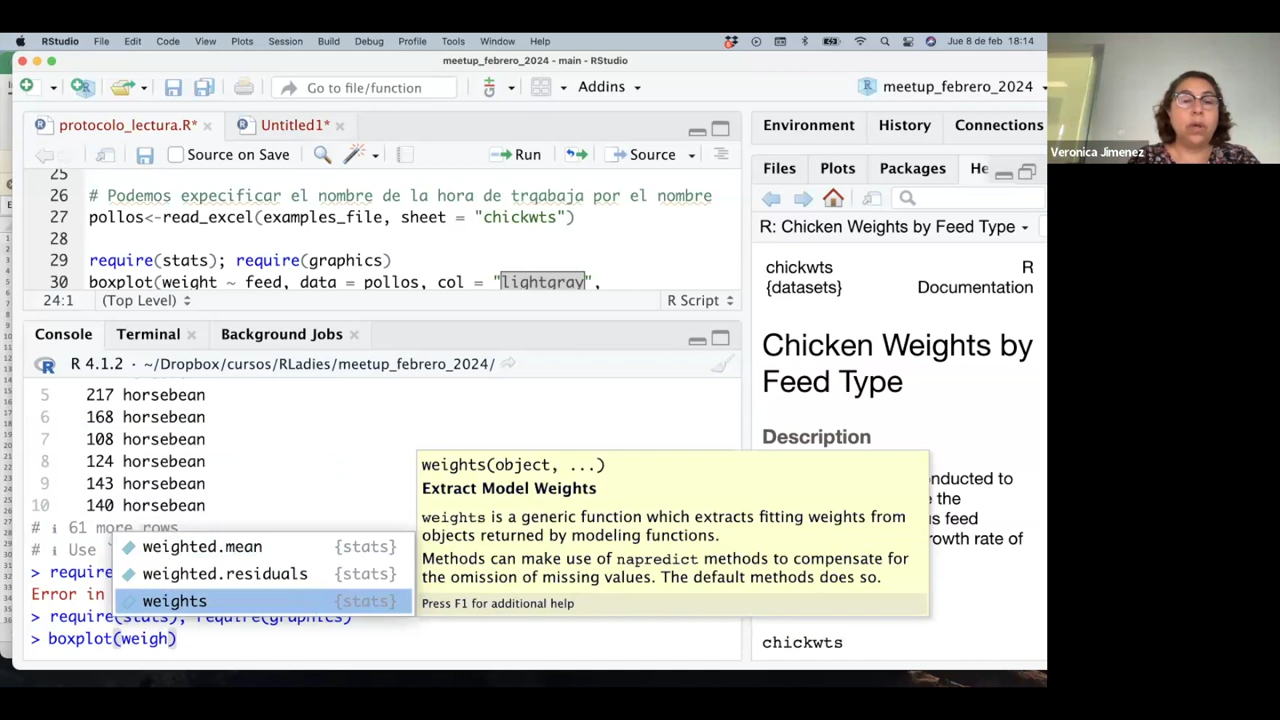 RStudio File Edit Code View Plots Session Build Debug Profile Tools Window Help Jue 8 de feb 18:14
meetup_febrero_2024 - main - RStudio
Go to file/function Addins meetup_febrero_2024
protocolo_lectura.R* Untitled1*
Source on Save Run Source
25
26 # Podemos expecificar el nombre de la hora de trqabaja por el nombre
27 pollos<-read_excel(examples_file, sheet = "chickwts")
28
29 require(stats); require(graphics)
30 boxplot(weight ~ feed, data = pollos, col = "lightgray",
24:1 (Top Level) R Script
Console Terminal Background Jobs
R 4.1.2 · ~/Dropbox/cursos/RLadies/meetup_febrero_2024/
5 217 horsebean
6 168 horsebean
7 108 horsebean
8 124 horsebean
9 143 horsebean
10 140 horsebean
# ℹ 61 more rows
# ℹ Use
> require
Error in
> require(stats); require(graphics)
> boxplot(weigh)
weighted.mean {stats}
weighted.residuals {stats}
weights {stats}
weights(object, ...)
Extract Model Weights
weights is a generic function which extracts fitting weights from
objects returned by modeling functions.
Methods can make use of napredict methods to compensate for
the omission of missing values. The default methods does so.
Press F1 for additional help
Environment History Connections
Files Plots Packages He
R: Chicken Weights by Feed Type
chickwts R
{datasets} Documentation
Chicken Weights by
Feed Type
Description
nducted to
e the
us feed
rowth rate of
chickwts
Veronica Jimenez